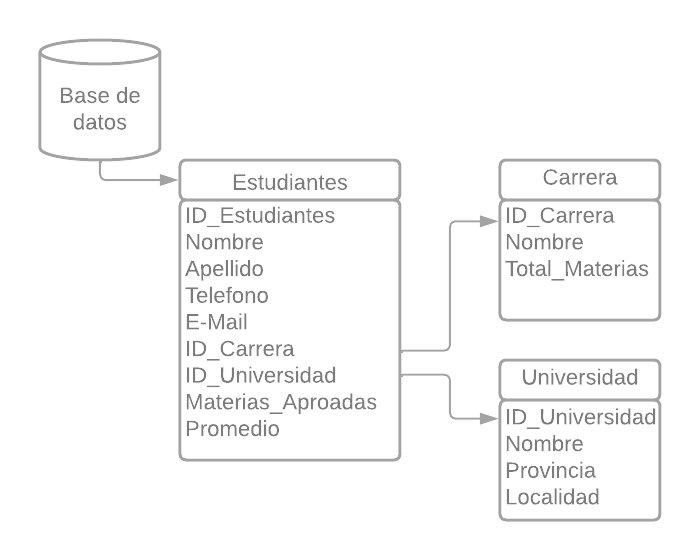 Base de
datos
Estudiantes
ID_Estudiantes
Nombre
Apellido
Telefono
E-Mail
ID_Carrera
ID_Universidad
Materias_Aproadas
Promedio
Carrera
ID_Carrera
Nombre
Total_Materias
Universidad
ID_Universidad
Nombre
Provincia
Localidad